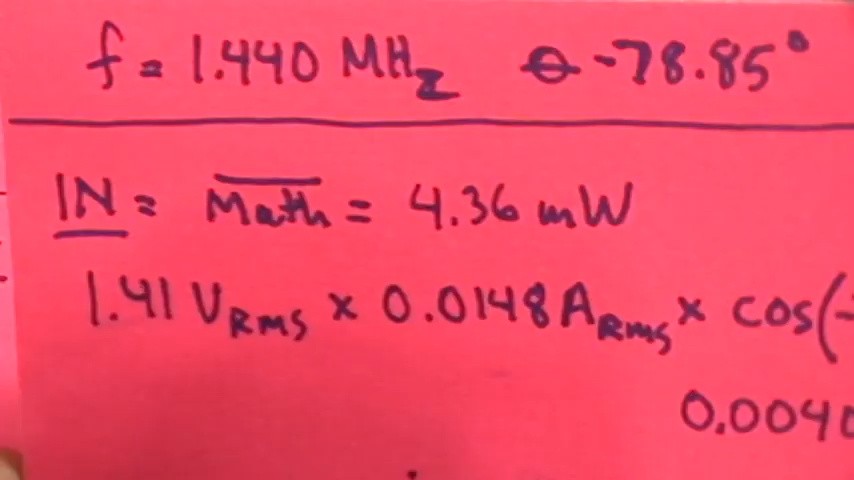 f = 1.440 MHz θ -78.85°
IN = Math = 4.36 mW
1.41 VRMS × 0.0148 ARMS × cos(-
0.0040